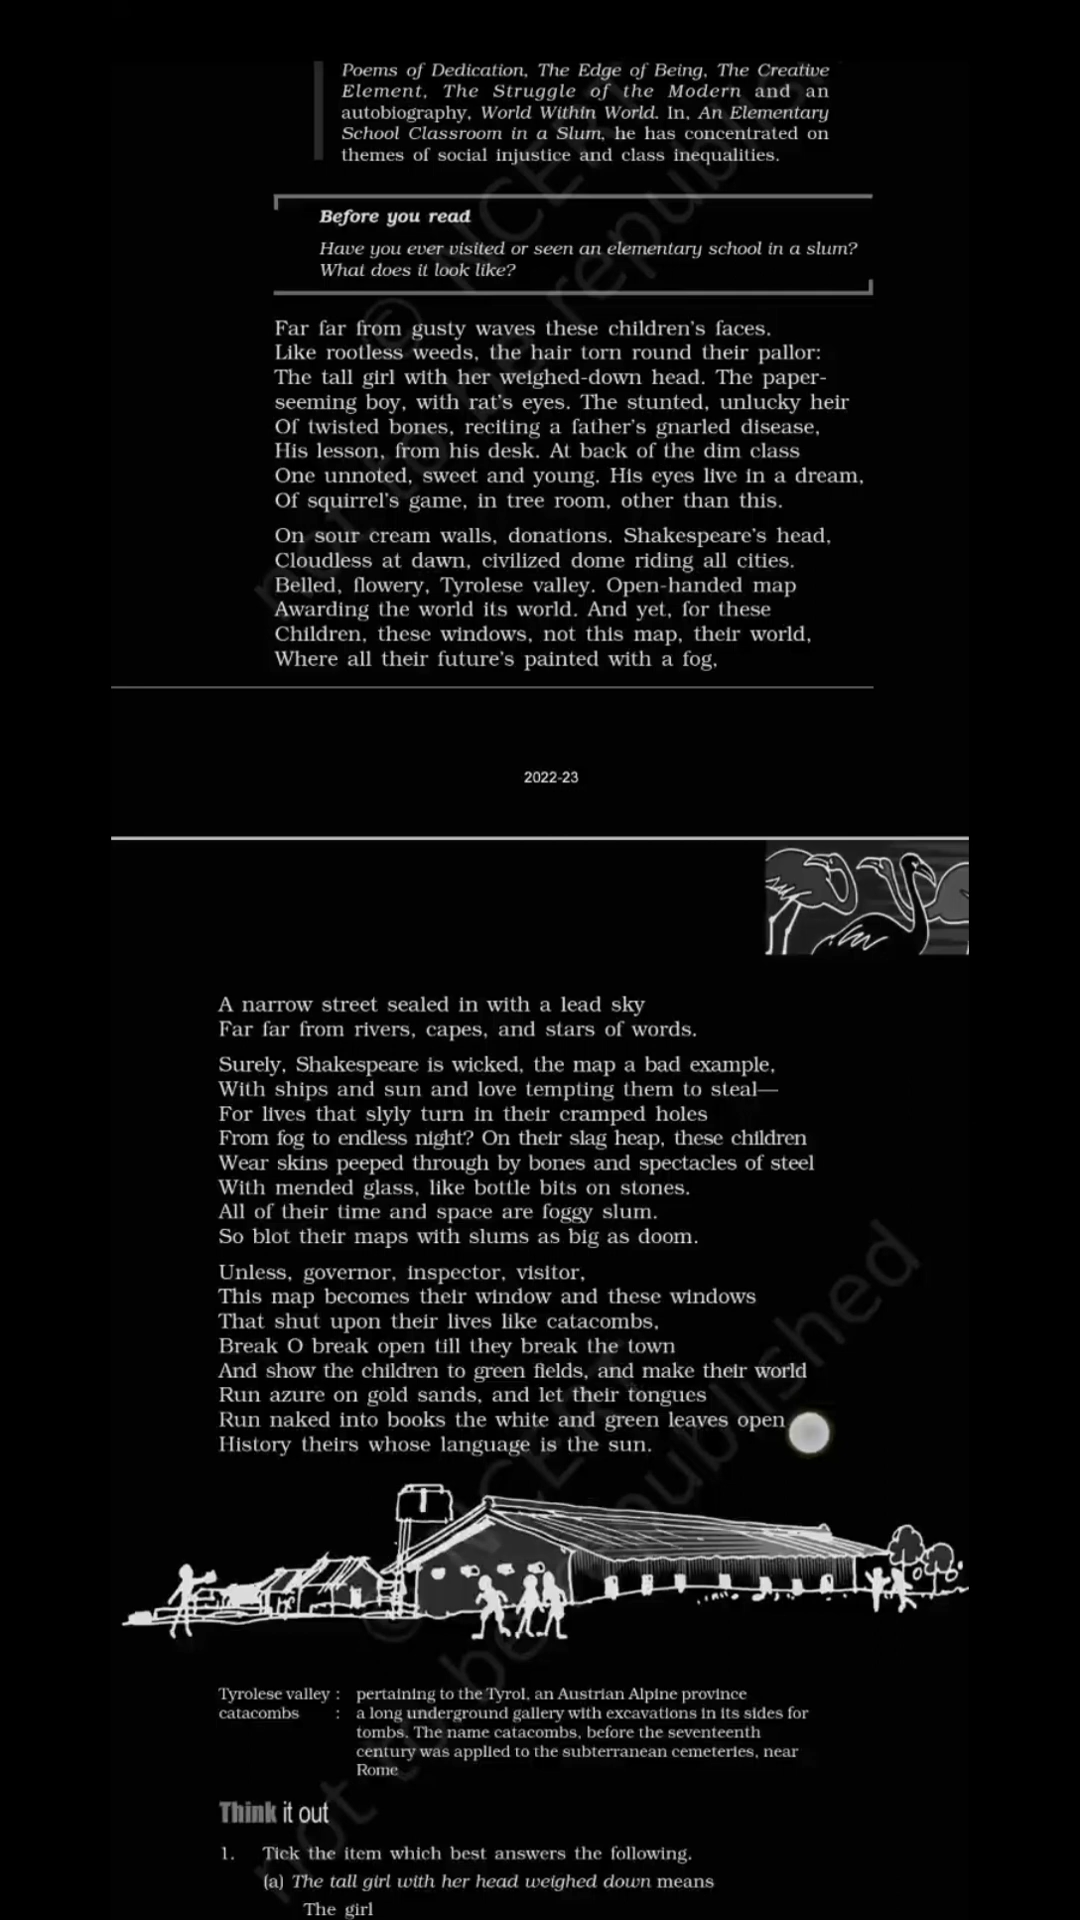 Poems of Dedication, The Edge of Being, The Creative
Element, The Struggle of the Modern and an
autobiography, World Within World. In, An Elementary
School Classroom in a Slum, he has concentrated on
themes of social injustice and class inequalities.
Before you read
Have you ever visited or seen an elementary school in a slum?
What does it look like?
Far far from gusty waves these children's faces.
Like rootless weeds, the hair torn round their pallor:
The tall girl with her weighed-down head. The paper-
seeming boy, with rat's eyes. The stunted, unlucky heir
Of twisted bones, reciting a father's gnarled disease,
His lesson, from his desk. At back of the dim class
One unnoted, sweet and young. His eyes live in a dream,
Of squirrel's game, in tree room, other than this.
On sour cream walls, donations. Shakespeare's head,
Cloudless at dawn, civilized dome riding all cities.
Belled, flowery, Tyrolese valley. Open-handed map
Awarding the world its world. And yet, for these
Children, these windows, not this map, their world,
Where all their future's painted with a fog,
2022-23
A narrow street sealed in with a lead sky
Far far from rivers, capes, and stars of words.
Surely, Shakespeare is wicked, the map a bad example,
With ships and sun and love tempting them to steal—
For lives that slyly turn in their cramped holes
From fog to endless night? On their slag heap, these children
Wear skins peeped through by bones and spectacles of steel
With mended glass, like bottle bits on stones.
All of their time and space are foggy slum.
So blot their maps with slums as big as doom.
Unless, governor, inspector, visitor,
This map becomes their window and these windows
That shut upon their lives like catacombs,
Break O break open till they break the town
And show the children to green fields, and make their world
Run azure on gold sands, and let their tongues
Run naked into books the white and green leaves open
History theirs whose language is the sun.
Tyrolese valley : pertaining to the Tyrol, an Austrian Alpine province
catacombs : a long underground gallery with excavations in its sides for
tombs. The name catacombs, before the seventeenth
century was applied to the subterranean cemeteries, near
Rome
Think it out
1. Tick the item which best answers the following.
(a) The tall girl with her head weighed down means
The girl
© NCERT
not to be republished
© NCERT
not to be republished